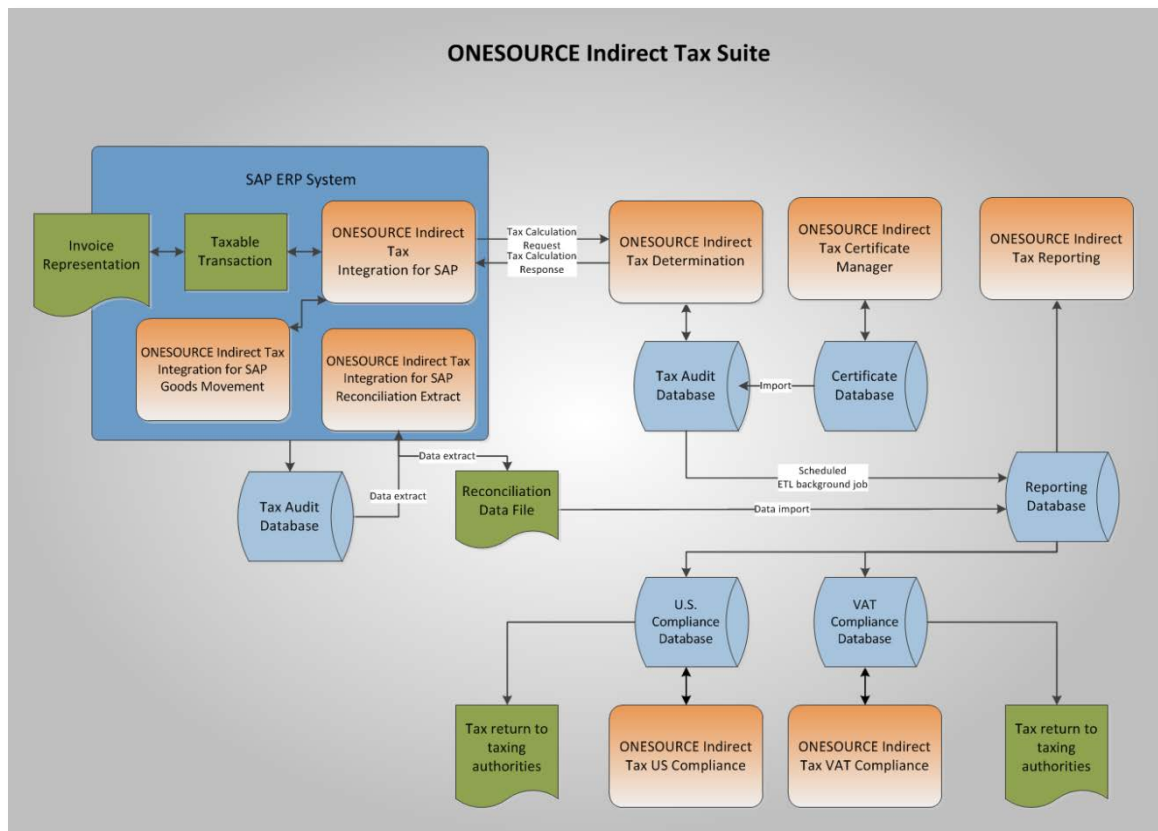 ONESOURCE Indirect Tax Suite
SAP ERP System
Invoice
Representation
Taxable
Transaction
ONESOURCE Indirect
Tax
Integration for SAP
Tax Calculation
Request
Tax Calculation
Response
ONESOURCE Indirect
Tax Determination
ONESOURCE Indirect
Tax Certificate
Manager
ONESOURCE Indirect
Tax Reporting
ONESOURCE Indirect Tax
Integration for SAP
Goods Movement
ONESOURCE Indirect Tax
Integration for SAP
Reconciliation Extract
Tax Audit
Database
Import
Certificate
Database
Data extract
Data extract
Tax Audit
Database
Reconciliation
Data File
Scheduled
ETL background job
Data import
Reporting
Database
U.S.
Compliance
Database
VAT
Compliance
Database
Tax return to
taxing
authorities
ONESOURCE Indirect
Tax US Compliance
ONESOURCE Indirect
Tax VAT Compliance
Tax return to
taxing
authorities